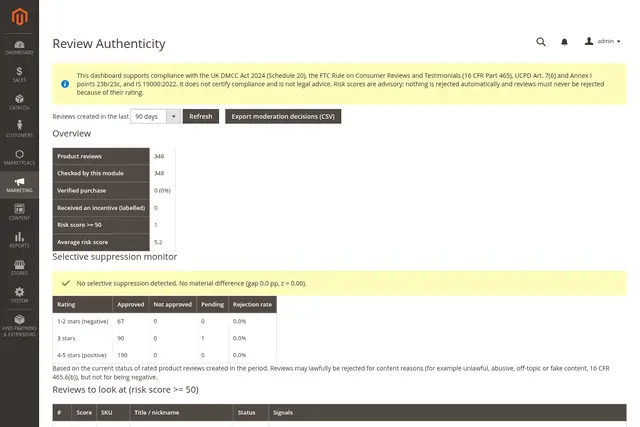 Review Authenticity
admin
DASHBOARD
SALES
CATALOG
CUSTOMERS
MARKETPLACE
MARKETING
CONTENT
REPORTS
STORES
SYSTEM
FIND PARTNERS
& EXTENSIONS
This dashboard supports compliance with the UK DMCC Act 2024 (Schedule 20), the FTC Rule on Consumer Reviews and Testimonials (16 CFR Part 465), UCPD Art. 7(6) and Annex I
points 23b/23c, and IS 19000:2022. It does not certify compliance and is not legal advice. Risk scores are advisory: nothing is rejected automatically and reviews must never be rejected
because of their rating.
Reviews created in the last 90 days Refresh Export moderation decisions (CSV)
Overview
Product reviews 348
Checked by this module 348
Verified purchase 0 (0%)
Received an incentive (labelled) 0
Risk score >= 50 1
Average risk score 5.2
Selective suppression monitor
No selective suppression detected. No material difference (gap 0.0 pp, z = 0.00).
Rating Approved Not approved Pending Rejection rate
1-2 stars (negative) 67 0 0 0.0%
3 stars 90 0 1 0.0%
4-5 stars (positive) 190 0 0 0.0%
Based on the current status of rated product reviews created in the period. Reviews may lawfully be rejected for content reasons (for example unlawful, abusive, off-topic or fake content, 16 CFR
465.6(b)), but not for being negative.
Reviews to look at (risk score >= 50)
# Score SKU Title / nickname Status Signals